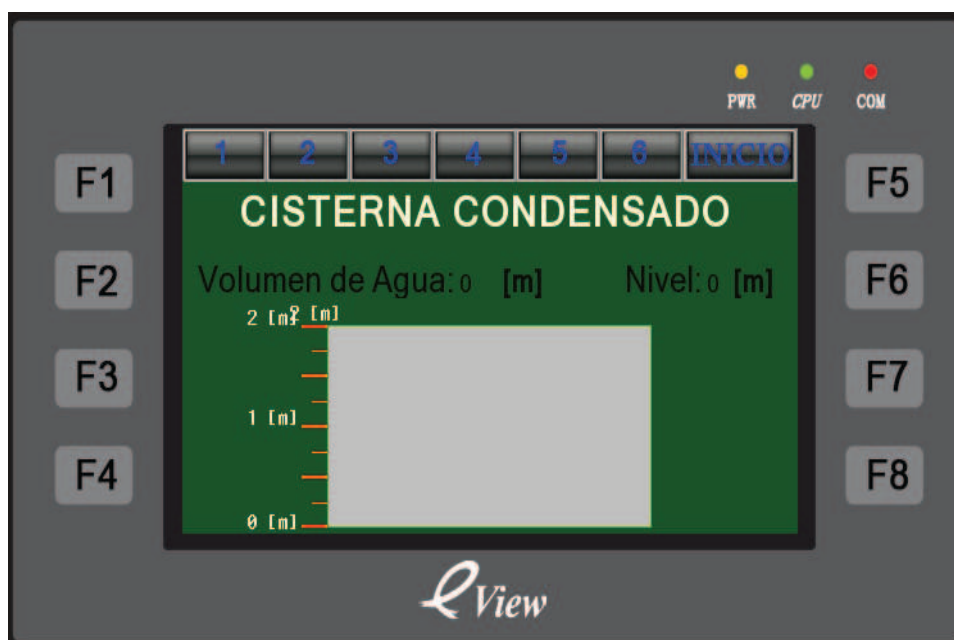 PWR CPU COM
1 2 3 4 5 6 INICIO
F1 F5
CISTERNA CONDENSADO
F2 Volumen de Agua: 0 [m] Nivel: 0 [m] F6
2 [m] 2 [m]
F3 F7
1 [m]
F4 F8
0 [m]
eView